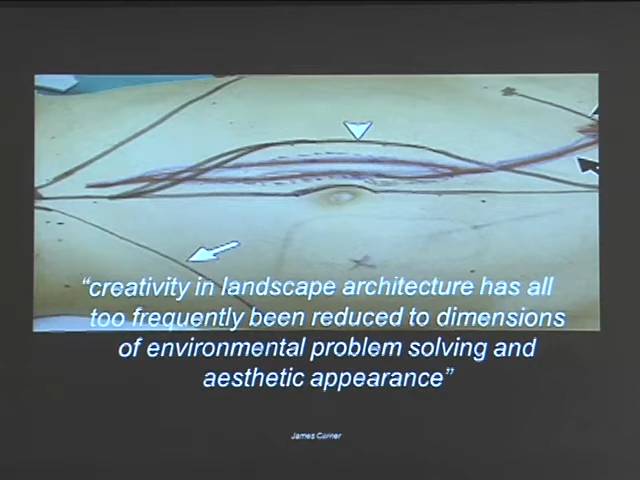 “creativity in landscape architecture has all
too frequently been reduced to dimensions
of environmental problem solving and
aesthetic appearance”
James Corner